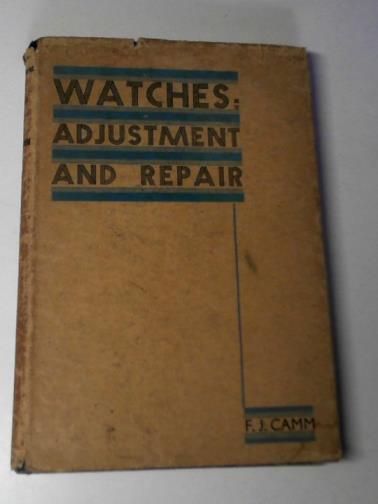 WATCHES:
ADJUSTMENT
AND REPAIR
F. J. CAMM